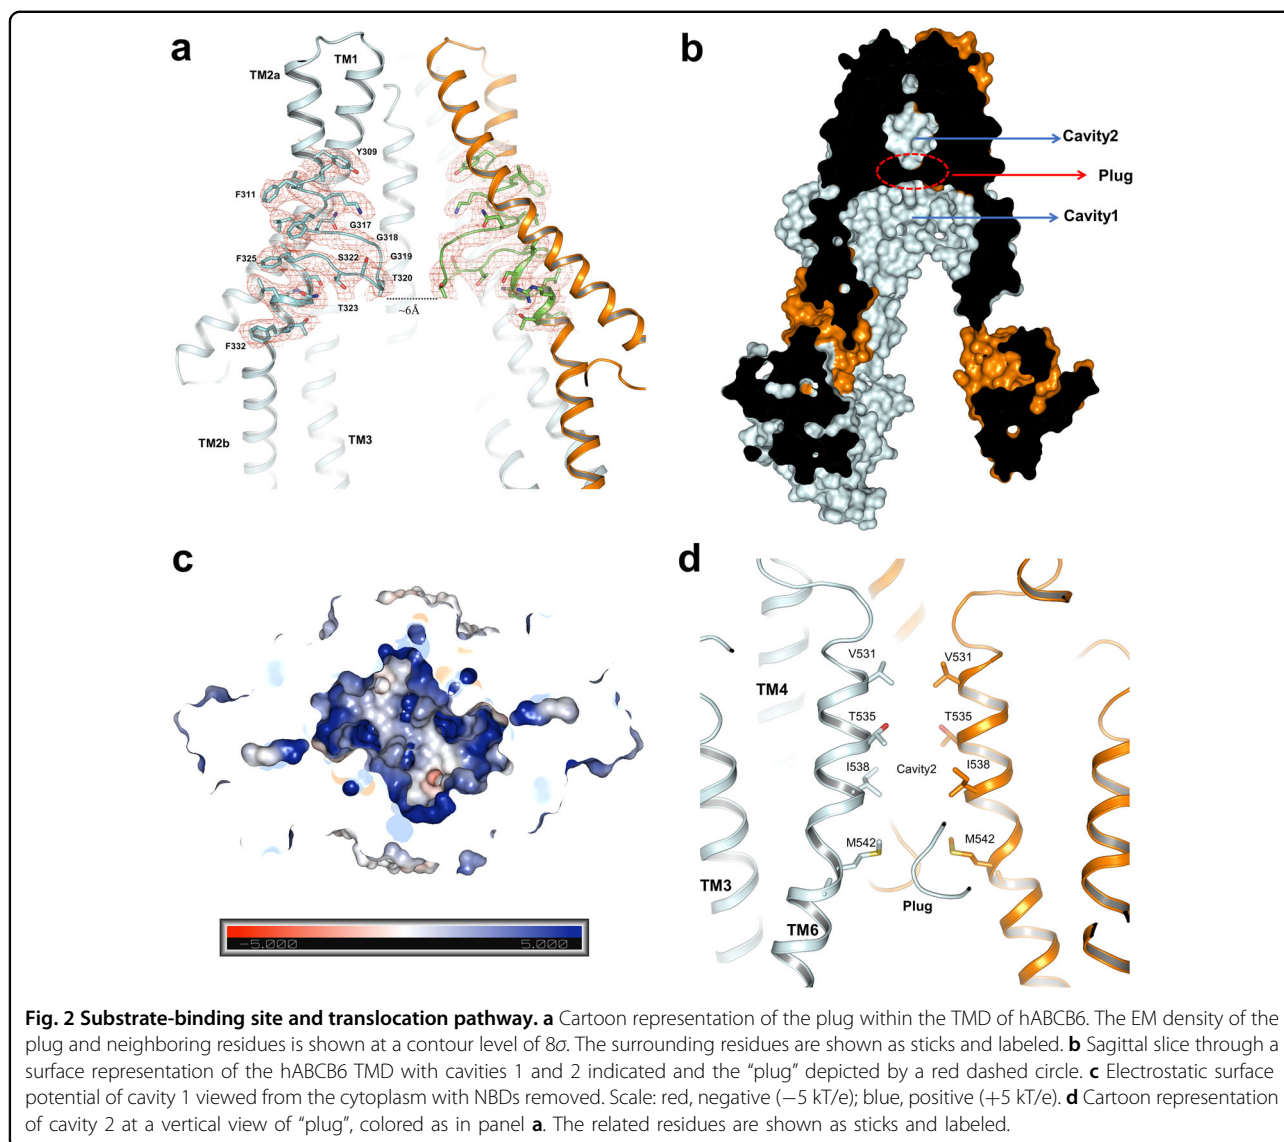 a
TM2a
TM1
Y309
F311
G317
G318
F325
S322
G319
T320
T323
~6Å
F332
TM2b
TM3
b
Cavity2
Plug
Cavity1
c
-5.000
5.000
d
V531
V531
TM4
T535
T535
I538
I538
Cavity2
M542
M542
TM3
Plug
TM6
Fig. 2 Substrate-binding site and translocation pathway. a Cartoon representation of the plug within the TMD of hABCB6. The EM density of the
plug and neighboring residues is shown at a contour level of 8σ. The surrounding residues are shown as sticks and labeled. b Sagittal slice through a
surface representation of the hABCB6 TMD with cavities 1 and 2 indicated and the “plug” depicted by a red dashed circle. c Electrostatic surface
potential of cavity 1 viewed from the cytoplasm with NBDs removed. Scale: red, negative (−5 kT/e); blue, positive (+5 kT/e). d Cartoon representation
of cavity 2 at a vertical view of “plug”, colored as in panel a. The related residues are shown as sticks and labeled.